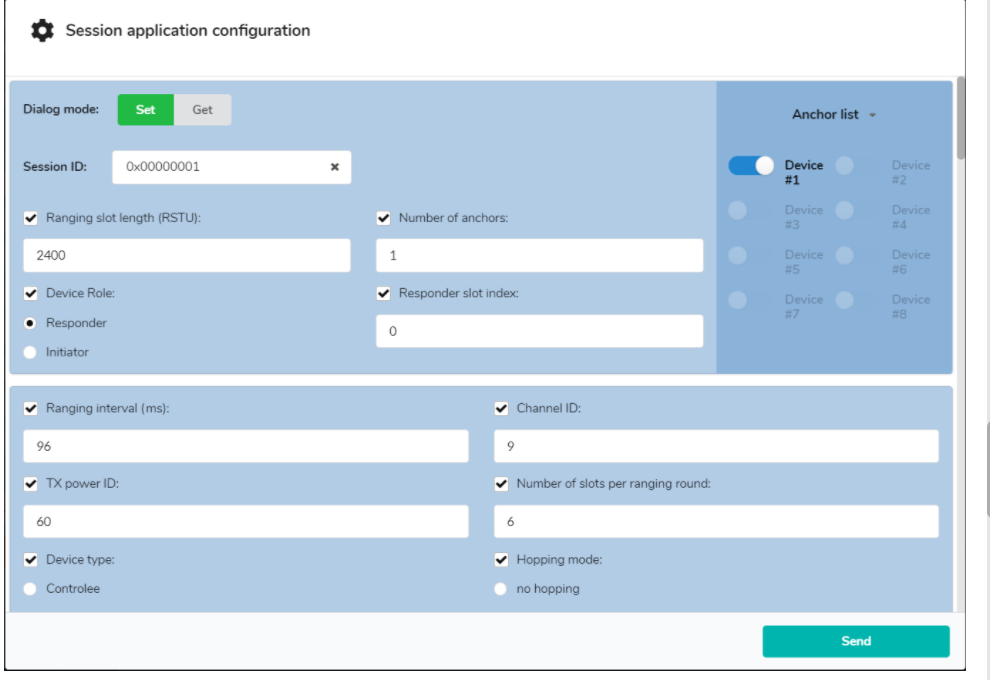 Session application configuration
Dialog mode:
Set
Get
Session ID:
0x00000001
Ranging slot length (RSTU):
2400
Number of anchors:
1
Device Role:
Responder
Initiator
Responder slot index:
0
Anchor list
Device
#1
Device
#2
Device
#3
Device
#4
Device
#5
Device
#6
Device
#7
Device
#8
Ranging interval (ms):
96
Channel ID:
9
TX power ID:
60
Number of slots per ranging round:
6
Device type:
Controlee
Hopping mode:
no hopping
Send